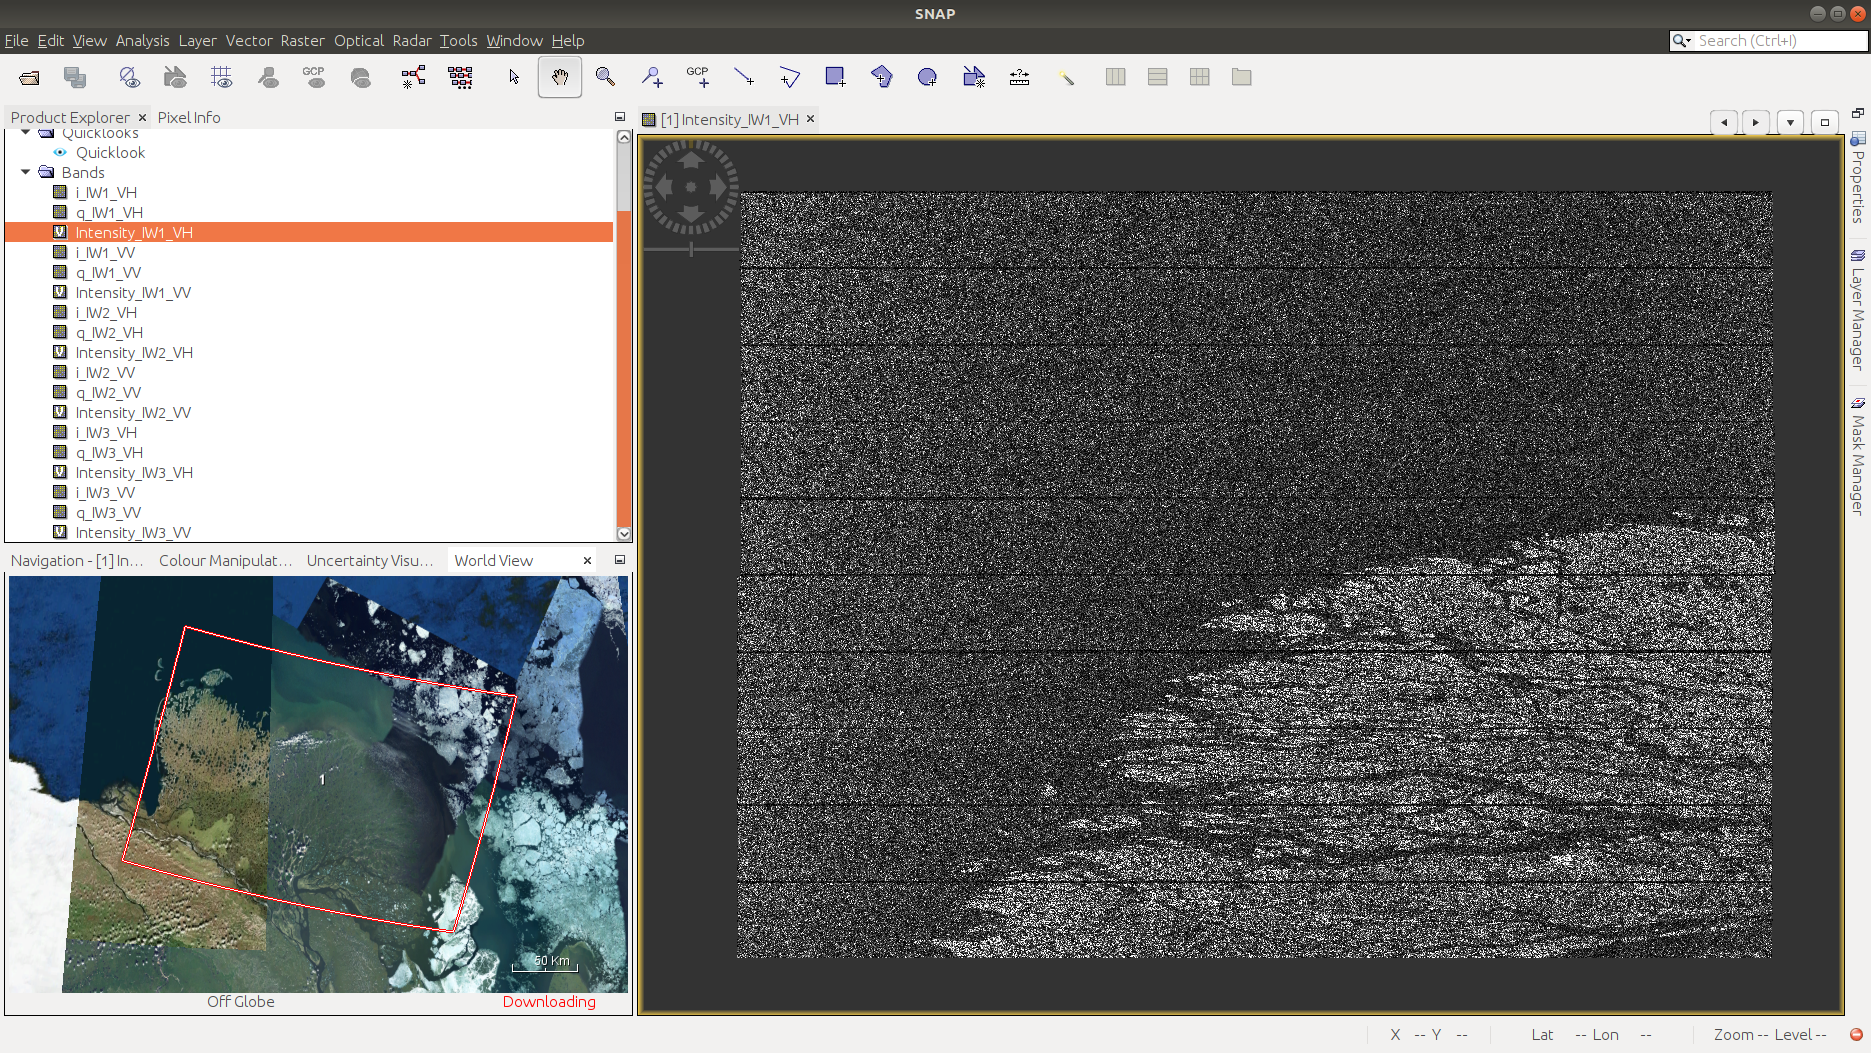 SNAP
File Edit View Analysis Layer Vector Raster Optical Radar Tools Window Help
Search (Ctrl+I)
GCP GCP
Product Explorer Pixel Info
[1] Intensity_IW1_VH
Quicklooks
Quicklook
Bands
i_IW1_VH
q_IW1_VH
Intensity_IW1_VH
i_IW1_VV
q_IW1_VV
Intensity_IW1_VV
i_IW2_VH
q_IW2_VH
Intensity_IW2_VH
i_IW2_VV
q_IW2_VV
Intensity_IW2_VV
i_IW3_VH
q_IW3_VH
Intensity_IW3_VH
i_IW3_VV
q_IW3_VV
Intensity_IW3_VV
Properties
Layer Manager
Mask Manager
Navigation - [1] In... Colour Manipulat... Uncertainty Visu... World View
1
50 Km
Off Globe Downloading
X -- Y -- Lat -- Lon -- Zoom -- Level --